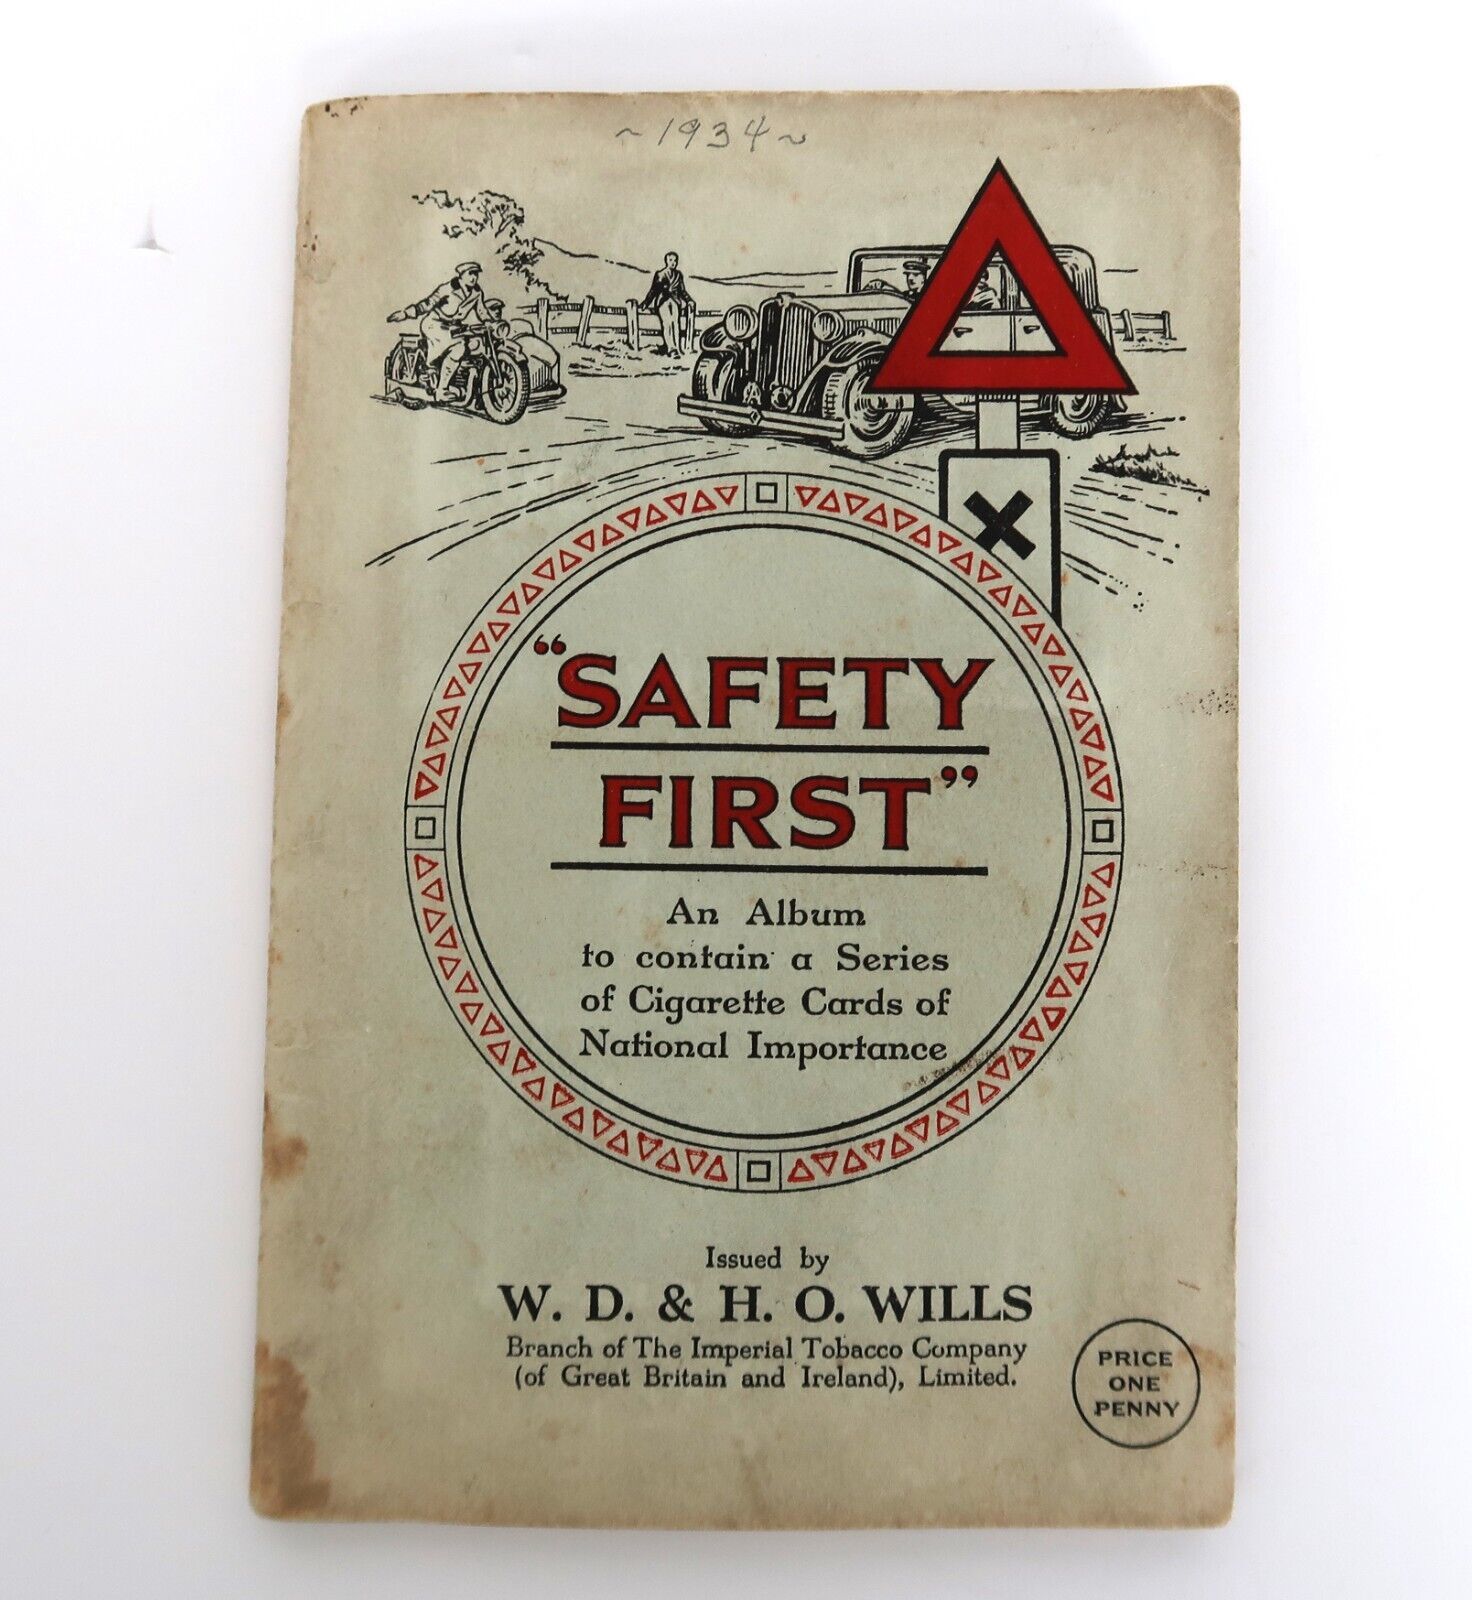 ~1934~
“SAFETY
FIRST”
An Album
to contain a Series
of Cigarette Cards of
National Importance
Issued by
W. D. & H. O. WILLS
Branch of The Imperial Tobacco Company
(of Great Britain and Ireland), Limited.
PRICE
ONE
PENNY